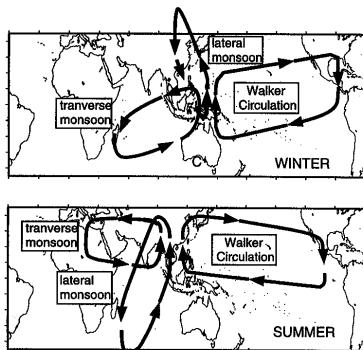 lateral
monsoon
tranverse
monsoon
Walker
Circulation
WINTER
tranverse
monsoon
Walker
Circulation
lateral
monsoon
SUMMER